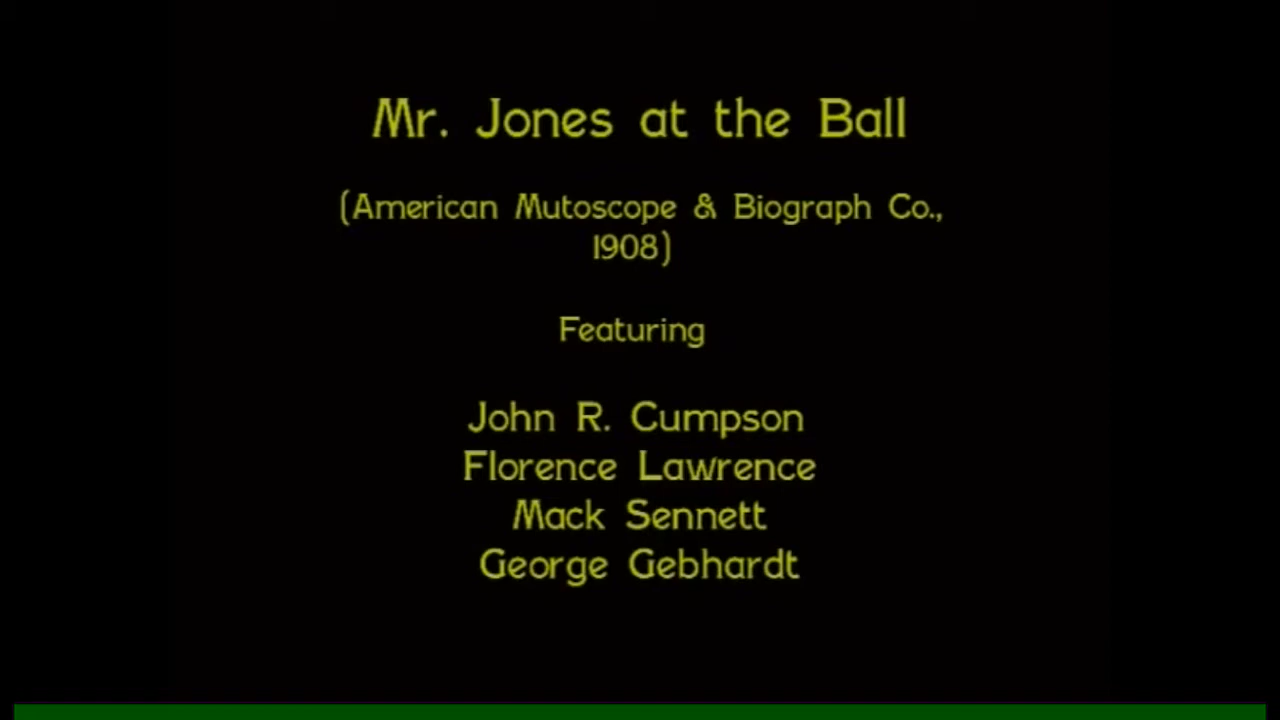 Mr. Jones at the Ball
(American Mutoscope & Biograph Co.,
1908)
Featuring
John R. Cumpson
Florence Lawrence
Mack Sennett
George Gebhardt